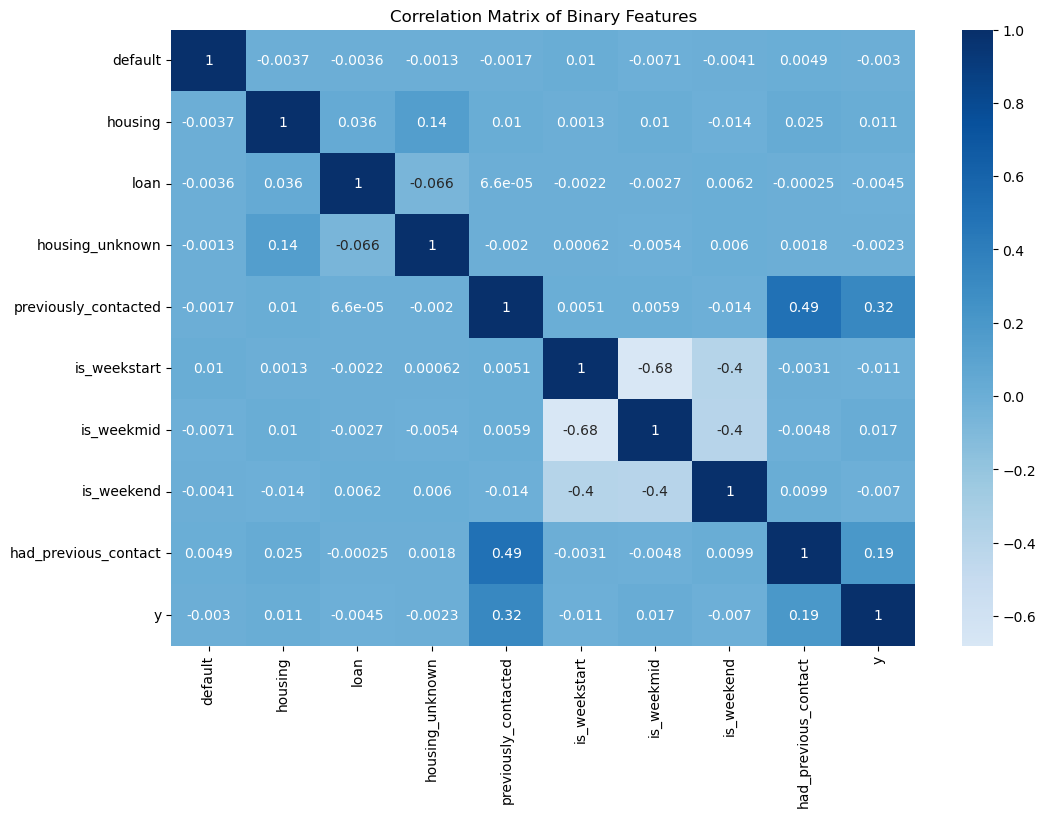 Correlation Matrix of Binary Features
default 1 -0.0037 -0.0036 -0.0013 -0.0017 0.01 -0.0071 -0.0041 0.0049 -0.003
housing -0.0037 1 0.036 0.14 0.01 0.0013 0.01 -0.014 0.025 0.011
loan -0.0036 0.036 1 -0.066 6.6e-05 -0.0022 -0.0027 0.0062 -0.00025 -0.0045
housing_unknown -0.0013 0.14 -0.066 1 -0.002 0.00062 -0.0054 0.006 0.0018 -0.0023
previously_contacted -0.0017 0.01 6.6e-05 -0.002 1 0.0051 0.0059 -0.014 0.49 0.32
is_weekstart 0.01 0.0013 -0.0022 0.00062 0.0051 1 -0.68 -0.4 -0.0031 -0.011
is_weekmid -0.0071 0.01 -0.0027 -0.0054 0.0059 -0.68 1 -0.4 -0.0048 0.017
is_weekend -0.0041 -0.014 0.0062 0.006 -0.014 -0.4 -0.4 1 0.0099 -0.007
had_previous_contact 0.0049 0.025 -0.00025 0.0018 0.49 -0.0031 -0.0048 0.0099 1 0.19
y -0.003 0.011 -0.0045 -0.0023 0.32 -0.011 0.017 -0.007 0.19 1
default
housing
loan
housing_unknown
previously_contacted
is_weekstart
is_weekmid
is_weekend
had_previous_contact
y
1.0
0.8
0.6
0.4
0.2
0.0
−0.2
−0.4
−0.6